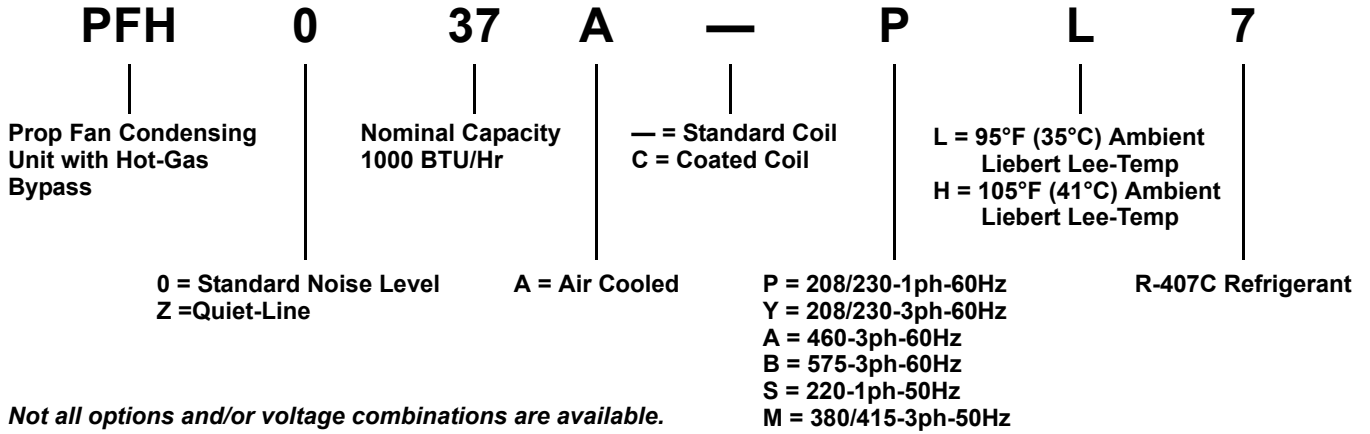 PFH 0 37 A — P L 7
Prop Fan Condensing
Unit with Hot-Gas
Bypass
Nominal Capacity
1000 BTU/Hr
— = Standard Coil
C = Coated Coil
L = 95°F (35°C) Ambient
Liebert Lee-Temp
H = 105°F (41°C) Ambient
Liebert Lee-Temp
0 = Standard Noise Level
Z =Quiet-Line
A = Air Cooled
P = 208/230-1ph-60Hz
Y = 208/230-3ph-60Hz
A = 460-3ph-60Hz
B = 575-3ph-60Hz
S = 220-1ph-50Hz
M = 380/415-3ph-50Hz
R-407C Refrigerant
Not all options and/or voltage combinations are available.